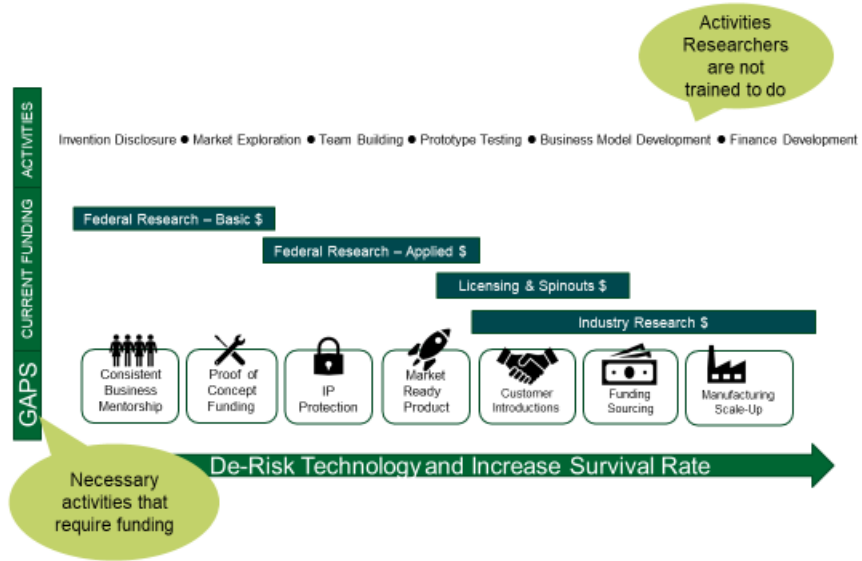 Activities
Researchers
are not
trained to do
ACTIVITIES
Invention Disclosure ● Market Exploration ● Team Building ● Prototype Testing ● Business Model Development ● Finance Development
CURRENT FUNDING
Federal Research – Basic $
Federal Research – Applied $
Licensing & Spinouts $
Industry Research $
GAPS
Consistent
Business
Mentorship
Proof of
Concept
Funding
IP
Protection
Market
Ready
Product
Customer
Introductions
Funding
Sourcing
Manufacturing
Scale-Up
De-Risk Technology and Increase Survival Rate
Necessary
activities that
require funding